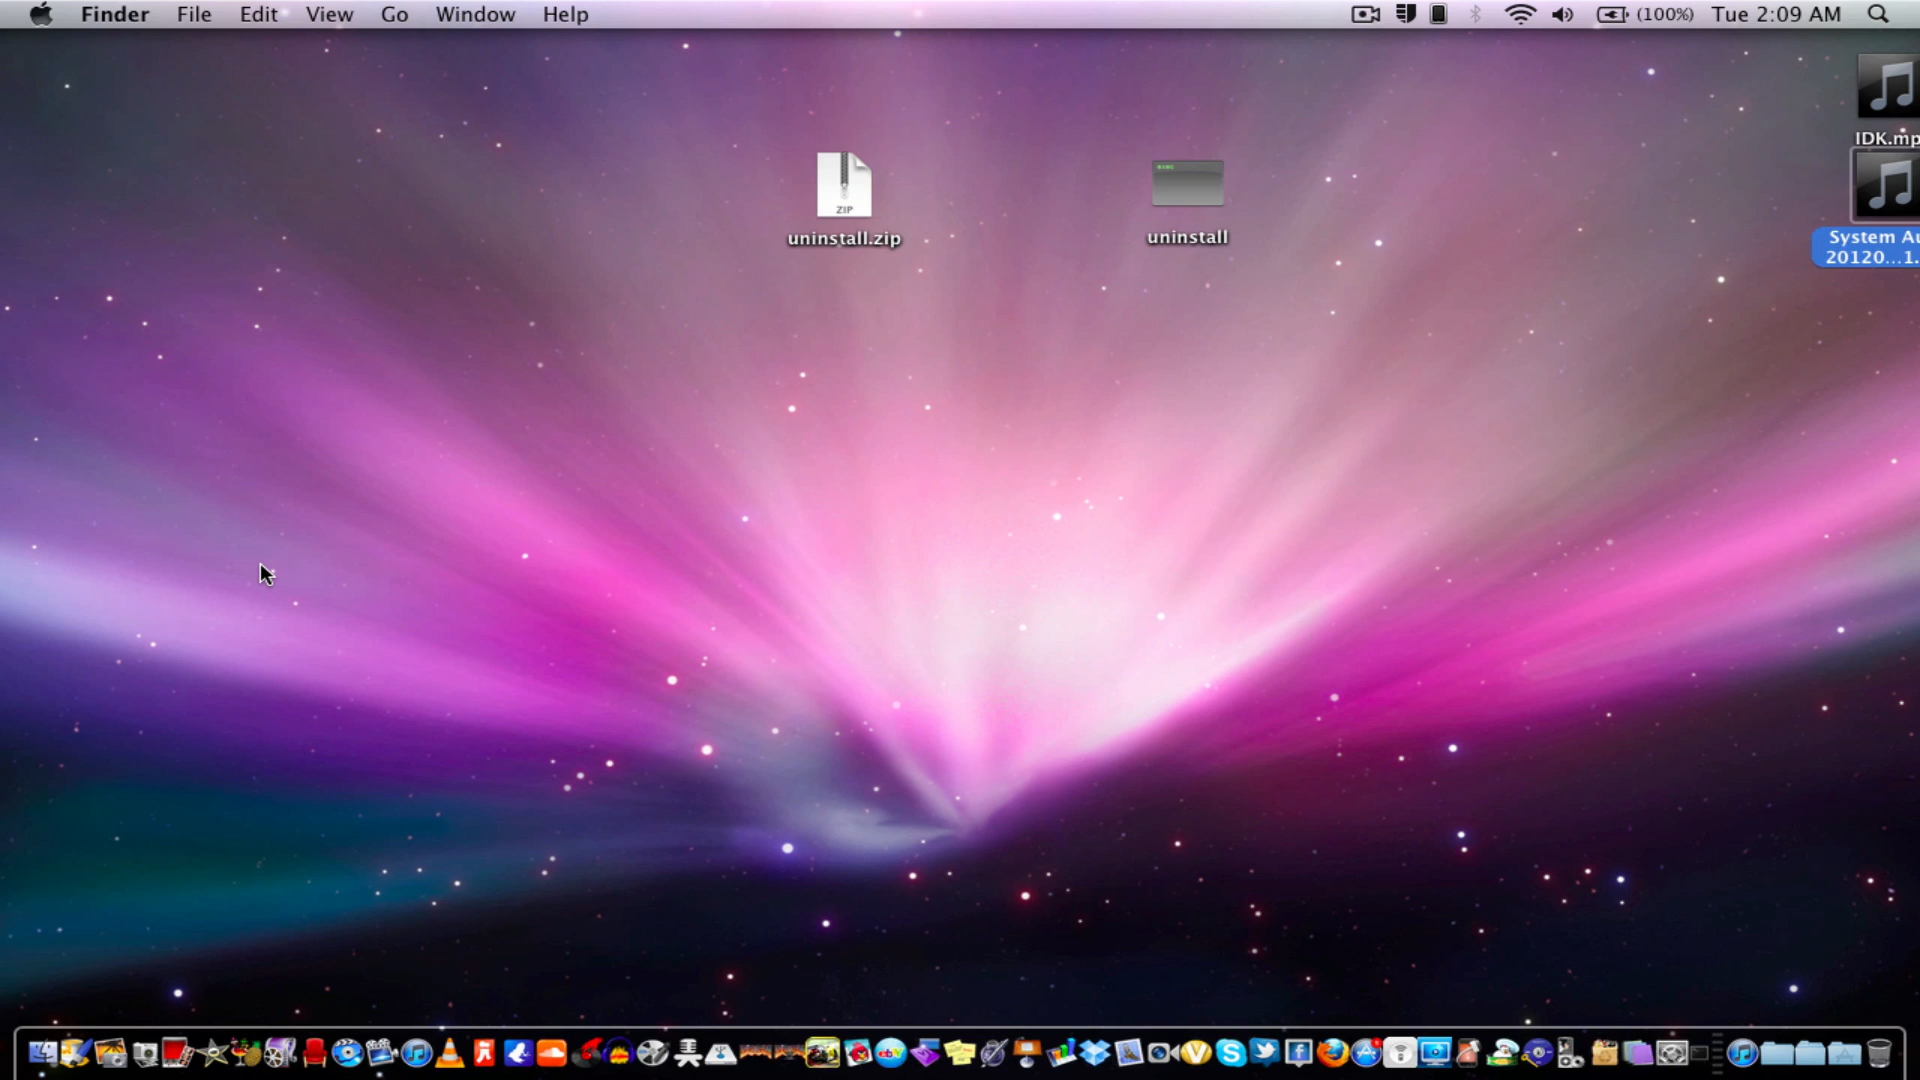 Finder File Edit View Go Window Help (100%) Tue 2:09 AM
IDK.mp
ZIP
uninstall.zip
uninstall
System Au
20120...1.